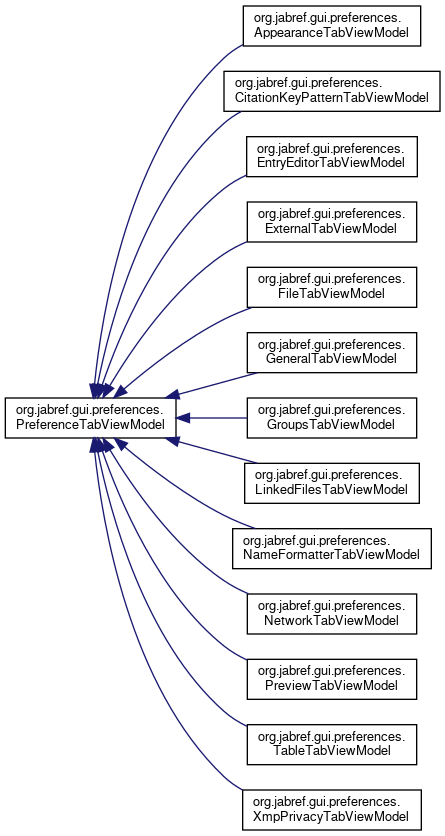 org.jabref.gui.preferences.
AppearanceTabViewModel
org.jabref.gui.preferences.
CitationKeyPatternTabViewModel
org.jabref.gui.preferences.
EntryEditorTabViewModel
org.jabref.gui.preferences.
ExternalTabViewModel
org.jabref.gui.preferences.
FileTabViewModel
org.jabref.gui.preferences.
GeneralTabViewModel
org.jabref.gui.preferences.
PreferenceTabViewModel
org.jabref.gui.preferences.
GroupsTabViewModel
org.jabref.gui.preferences.
LinkedFilesTabViewModel
org.jabref.gui.preferences.
NameFormatterTabViewModel
org.jabref.gui.preferences.
NetworkTabViewModel
org.jabref.gui.preferences.
PreviewTabViewModel
org.jabref.gui.preferences.
TableTabViewModel
org.jabref.gui.preferences.
XmpPrivacyTabViewModel